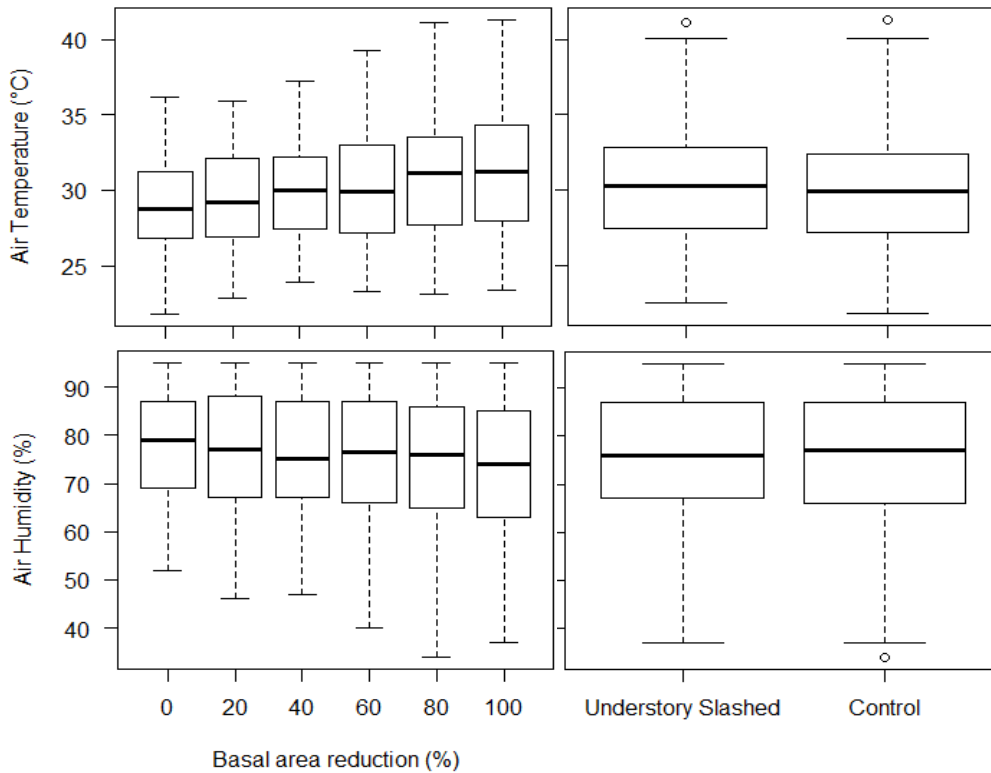 Air Temperature (°C)
40
35
30
25
Air Humidity (%)
90
80
70
60
50
40
0 20 40 60 80 100
Understory Slashed Control
Basal area reduction (%)